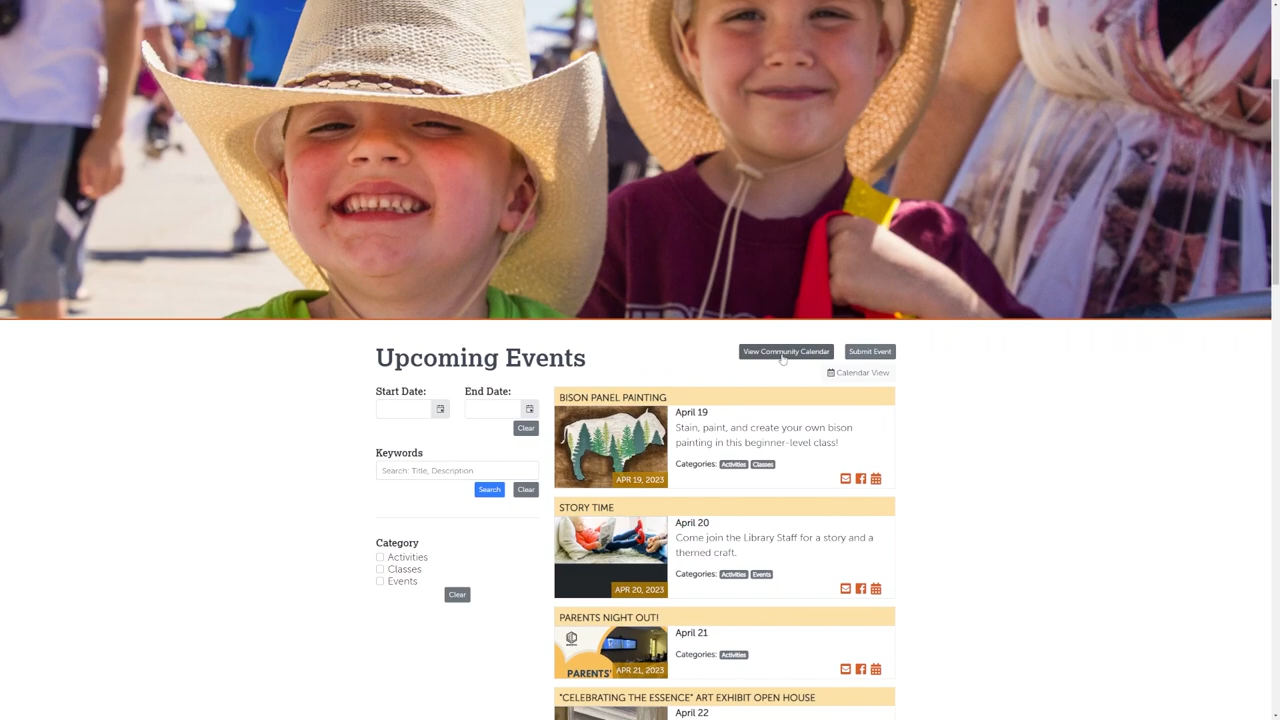 Upcoming Events
View Community Calendar
Submit Event
Calendar View
Start Date:
End Date:
Clear
Keywords
Search: Title, Description
Search
Clear
Category
Activities
Classes
Events
Clear
BISON PANEL PAINTING
APR 19, 2023
April 19
Stain, paint, and create your own bison
painting in this beginner-level class!
Categories: Activities Classes
STORY TIME
APR 20, 2023
April 20
Come join the Library Staff for a story and a
themed craft.
Categories: Activities Events
PARENTS NIGHT OUT!
PARENTS'
APR 21, 2023
April 21
Categories: Activities
"CELEBRATING THE ESSENCE" ART EXHIBIT OPEN HOUSE
April 22